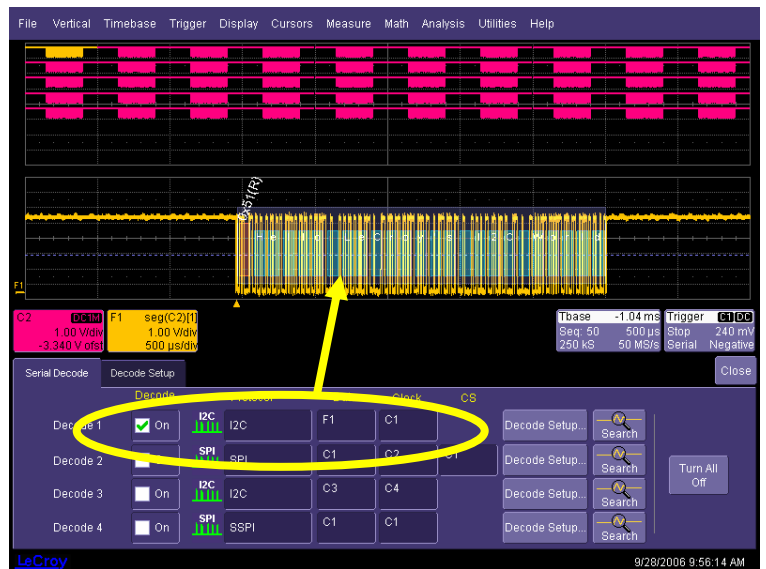 File Vertical Timebase Trigger Display Cursors Measure Math Analysis Utilities Help
0x51(R)
F1
C2 DC1M
1.00 V/div
-3.340 V ofst
F1 seg(C2)[1]
1.00 V/div
500 µs/div
Tbase -1.04 ms
Seq: 50 500 µs
250 kS 50 MS/s
Trigger C1 DC
Stop 240 mV
Serial Negative
Serial Decode Decode Setup Close
Decode Clock CS
Decode 1 On I2C I2C F1 C1 Decode Setup... Search
Decode 2 On SPI SPI C1 C2 C1 Decode Setup... Search
Decode 3 On I2C I2C C3 C4 Decode Setup... Search
Decode 4 On SPI SSPI C1 C1 Decode Setup... Search
Turn All
Off
LeCroy 9/28/2006 9:56:14 AM